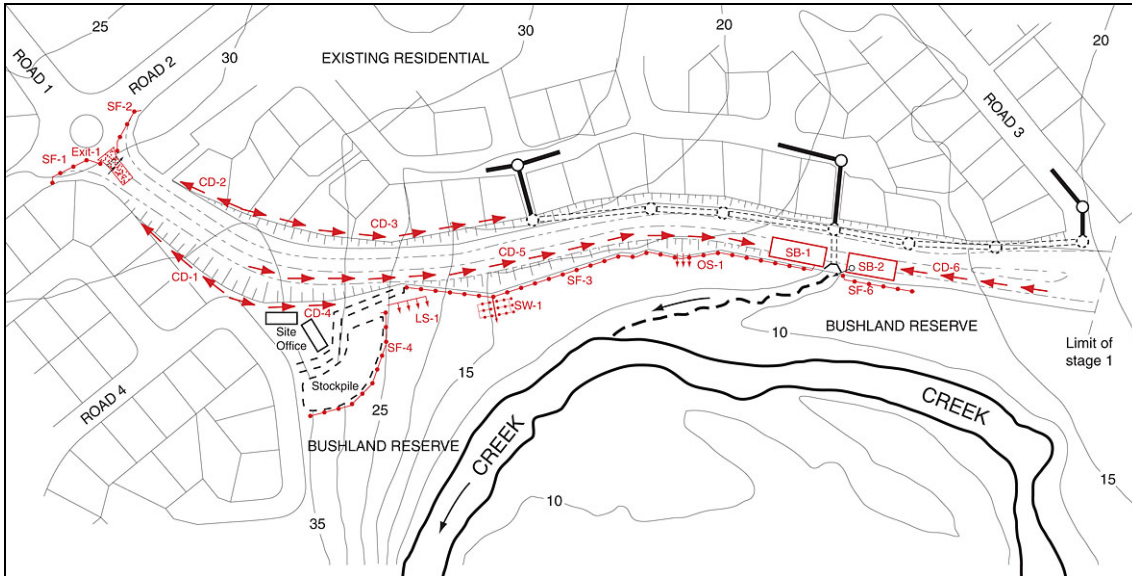 25
30
20
20
30
ROAD 1
ROAD 2
EXISTING RESIDENTIAL
ROAD 3
SF-2
SF-1
Exit-1
CD-2
CD-3
CD-1
CD-5
OS-1
SB-1
SB-2
CD-6
SF-3
SF-6
CD-4
LS-1
SW-1
Site
Office
SF-4
Stockpile
10
BUSHLAND RESERVE
Limit of
stage 1
15
25
ROAD 4
BUSHLAND RESERVE
CREEK
CREEK
10
15
35